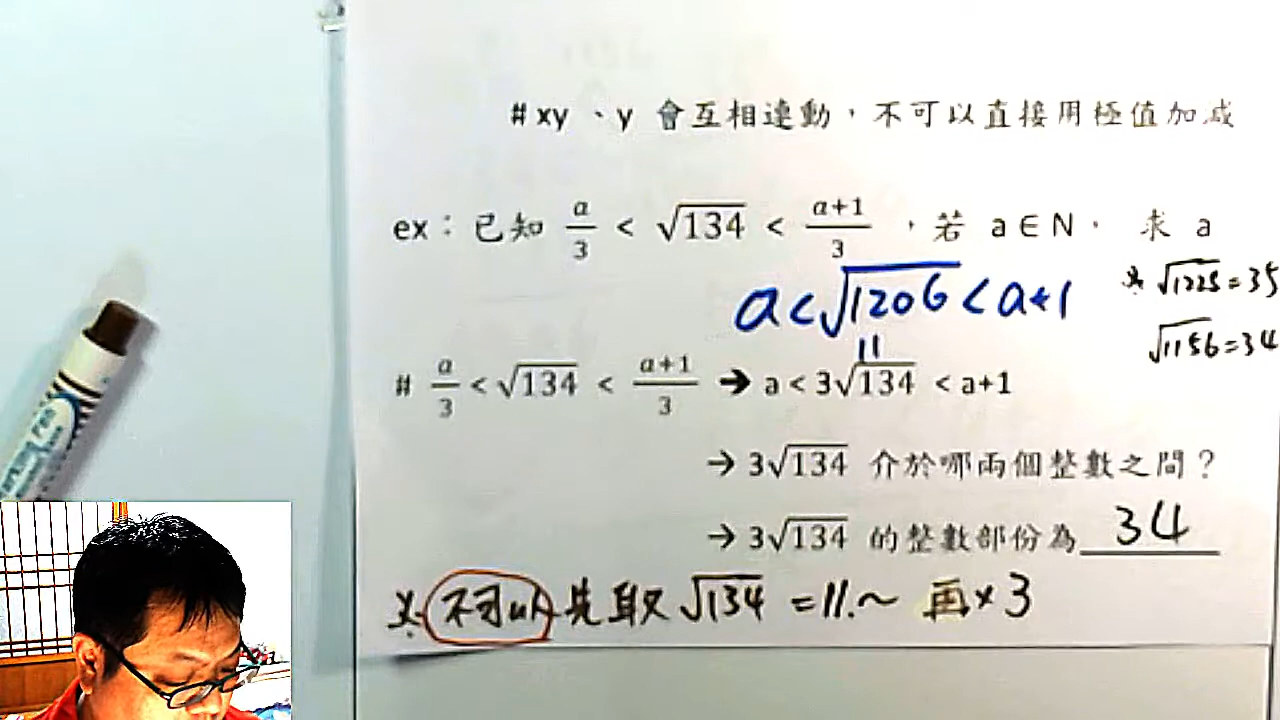 # xy 、y 會互相連動，不可以直接用極值加減
ex：已知 a/3 < √134 < (a+1)/3 ，若 a∈N， 求 a
a<√1206<a+1
※ √1225=35
√1156=34
11
# a/3 < √134 < (a+1)/3 ➔ a < 3√134 < a+1
→ 3√134 介於哪兩個整數之間？
→ 3√134 的整數部份為 34
※ 不可以 先取 √134 = 11.~ 再×3